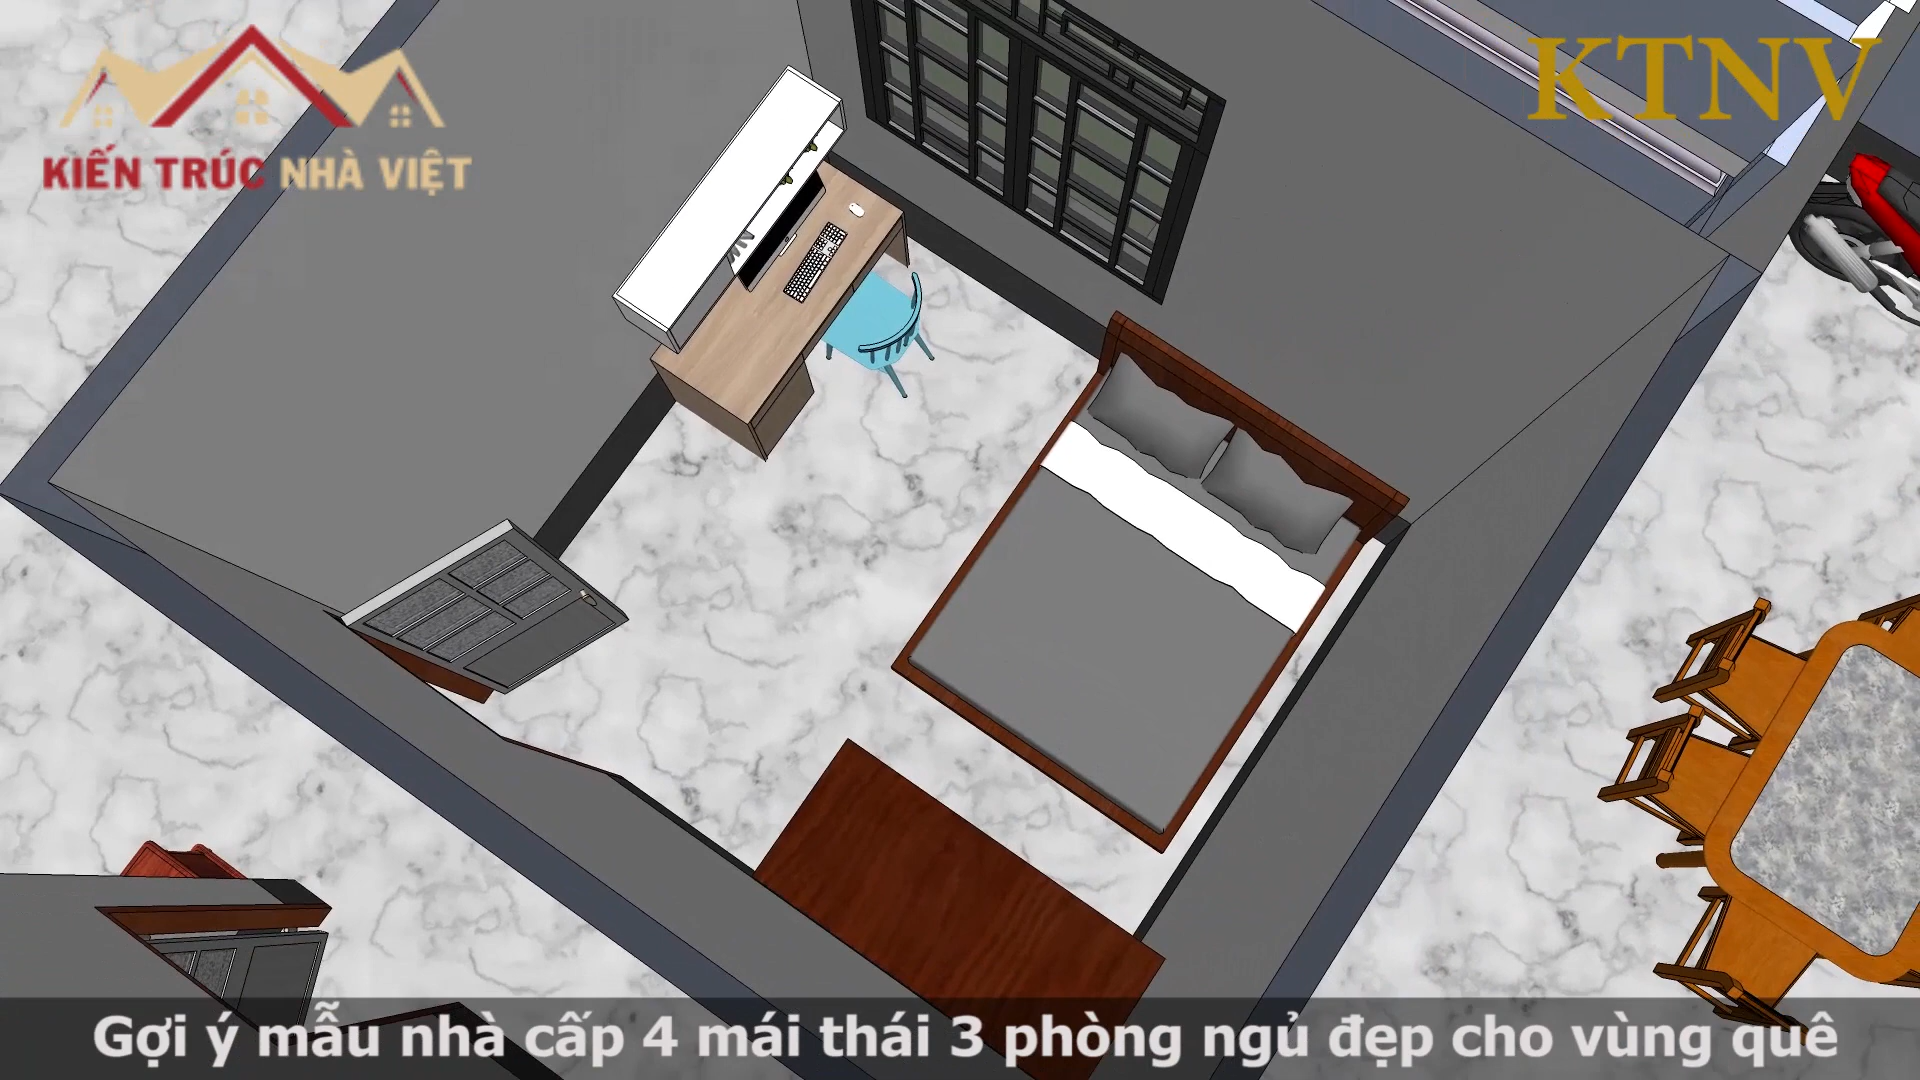 KTNV
KIẾN TRÚC NHÀ VIỆT
Gợi ý mẫu nhà cấp 4 mái thái 3 phòng ngủ đẹp cho vùng quê